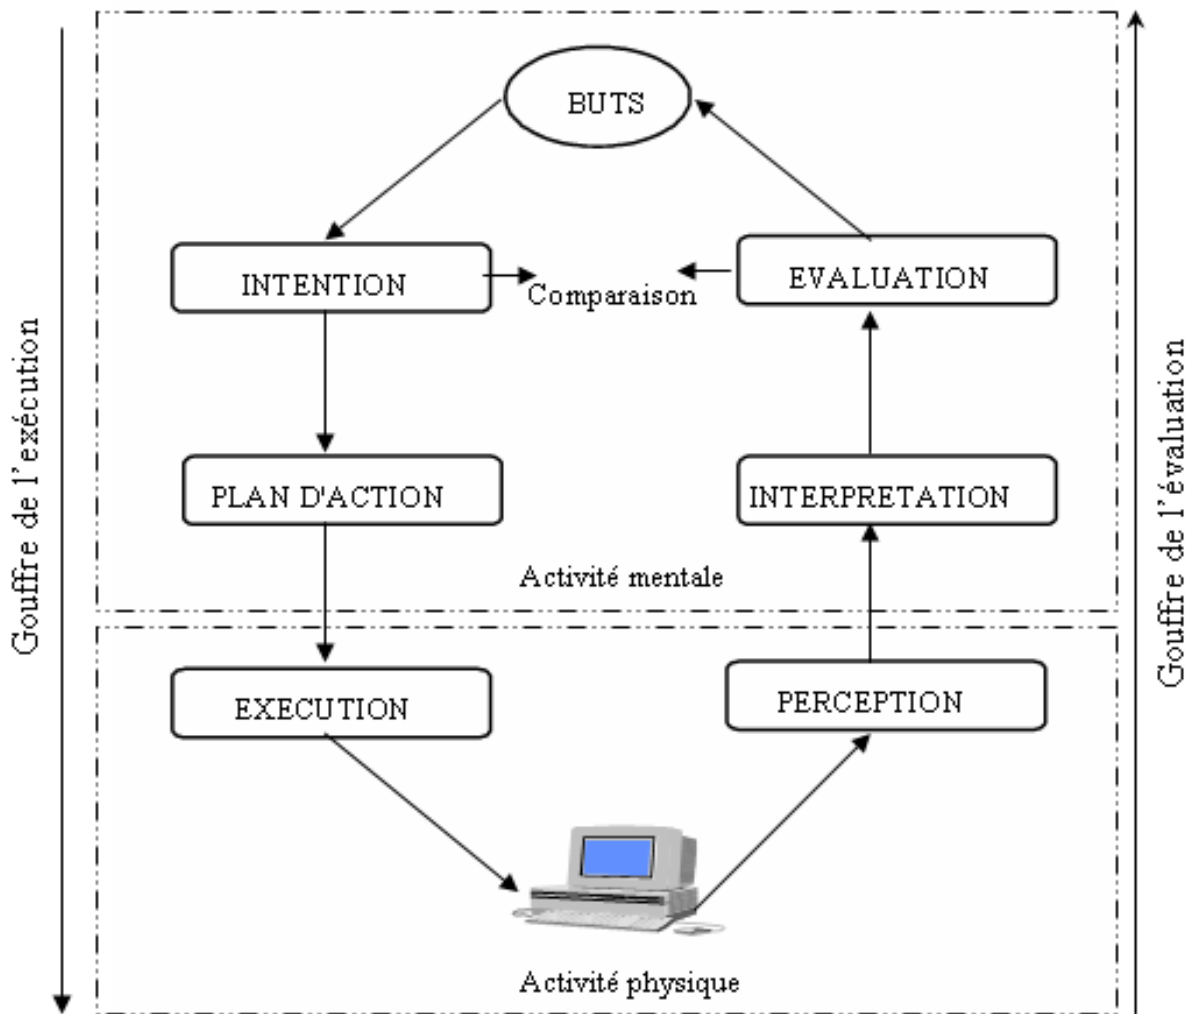 BUTS
INTENTION
Comparaison
EVALUATION
PLAN D'ACTION
INTERPRETATION
Activité mentale
EXECUTION
PERCEPTION
Activité physique
Gouffre de l'exécution
Gouffre de l'évaluation